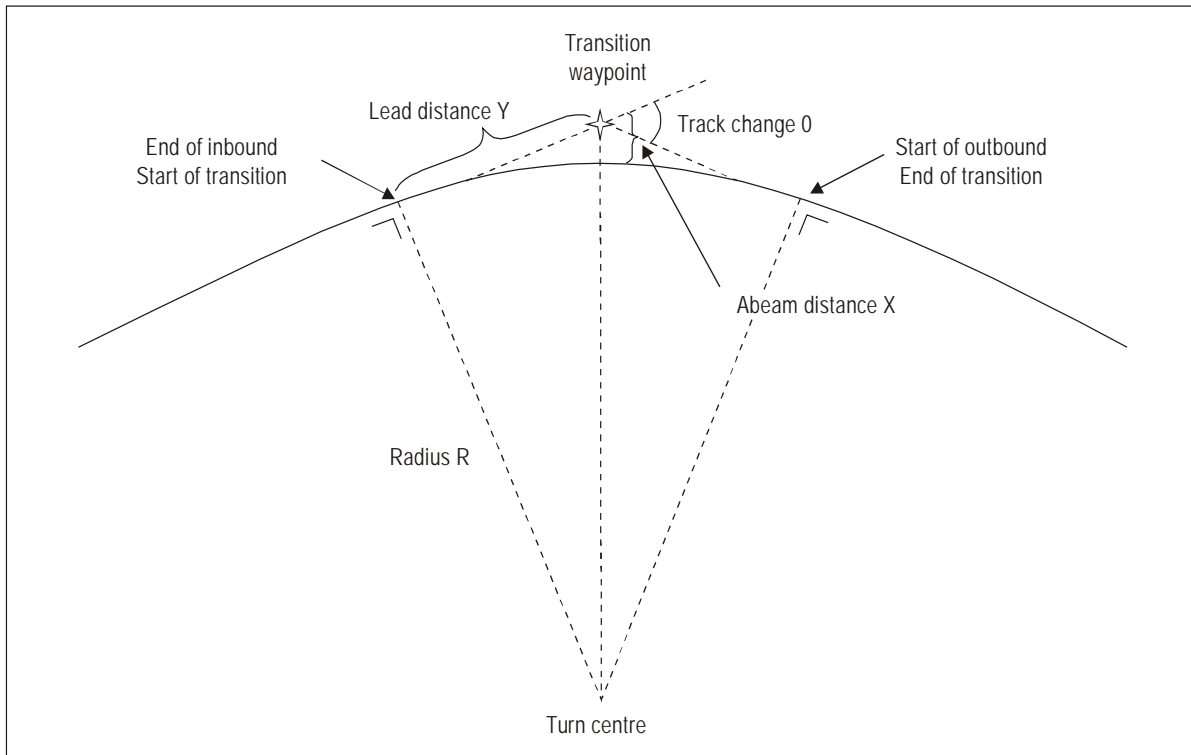 Transition
waypoint
Lead distance Y
Track change 0
End of inbound
Start of transition
Start of outbound
End of transition
Abeam distance X
Radius R
Turn centre